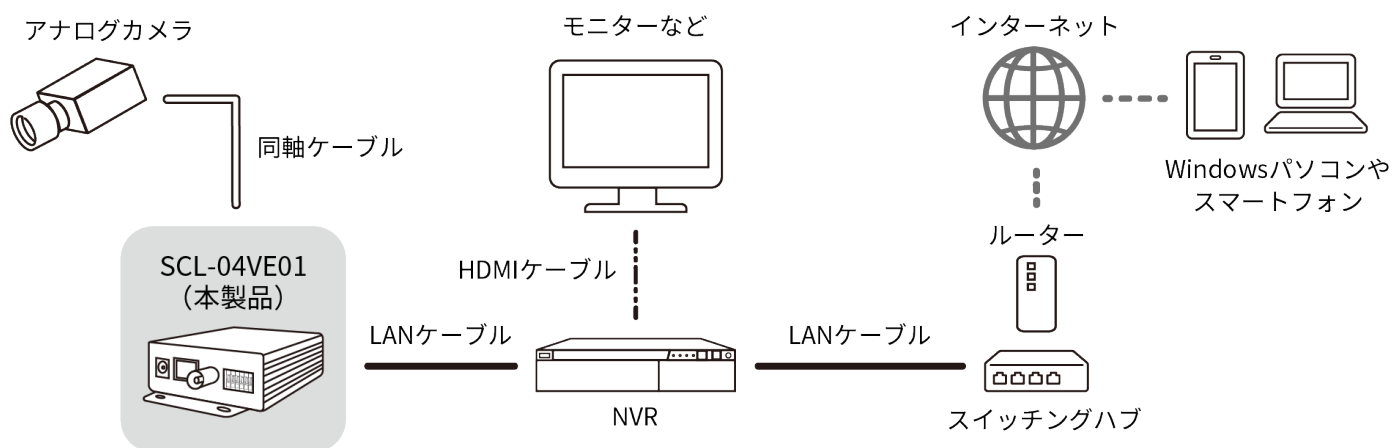 アナログカメラ
モニターなど
インターネット
同軸ケーブル
Windowsパソコンや
スマートフォン
ルーター
SCL-04VE01
（本製品）
HDMIケーブル
LANケーブル
LANケーブル
NVR
スイッチングハブ